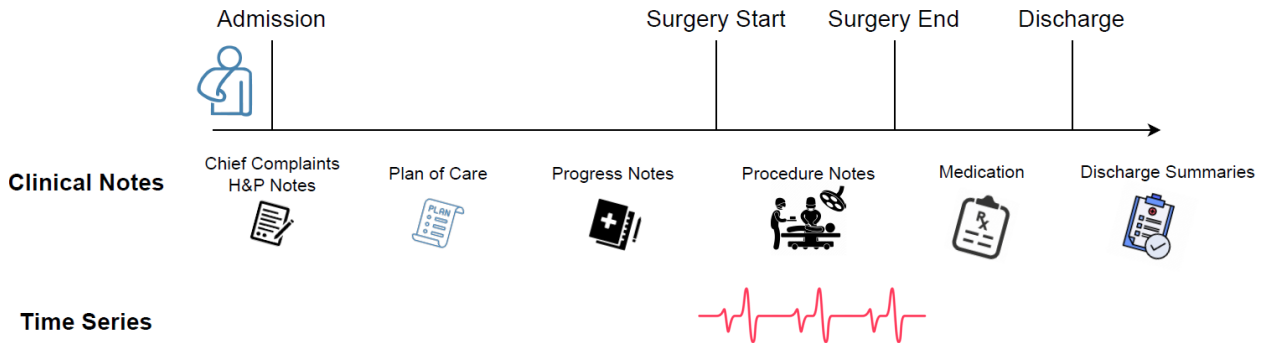 Admission
Surgery Start
Surgery End
Discharge
Clinical Notes
Chief Complaints
H&P Notes
Plan of Care
Progress Notes
Procedure Notes
Medication
Discharge Summaries
PLAN
Rx
Time Series